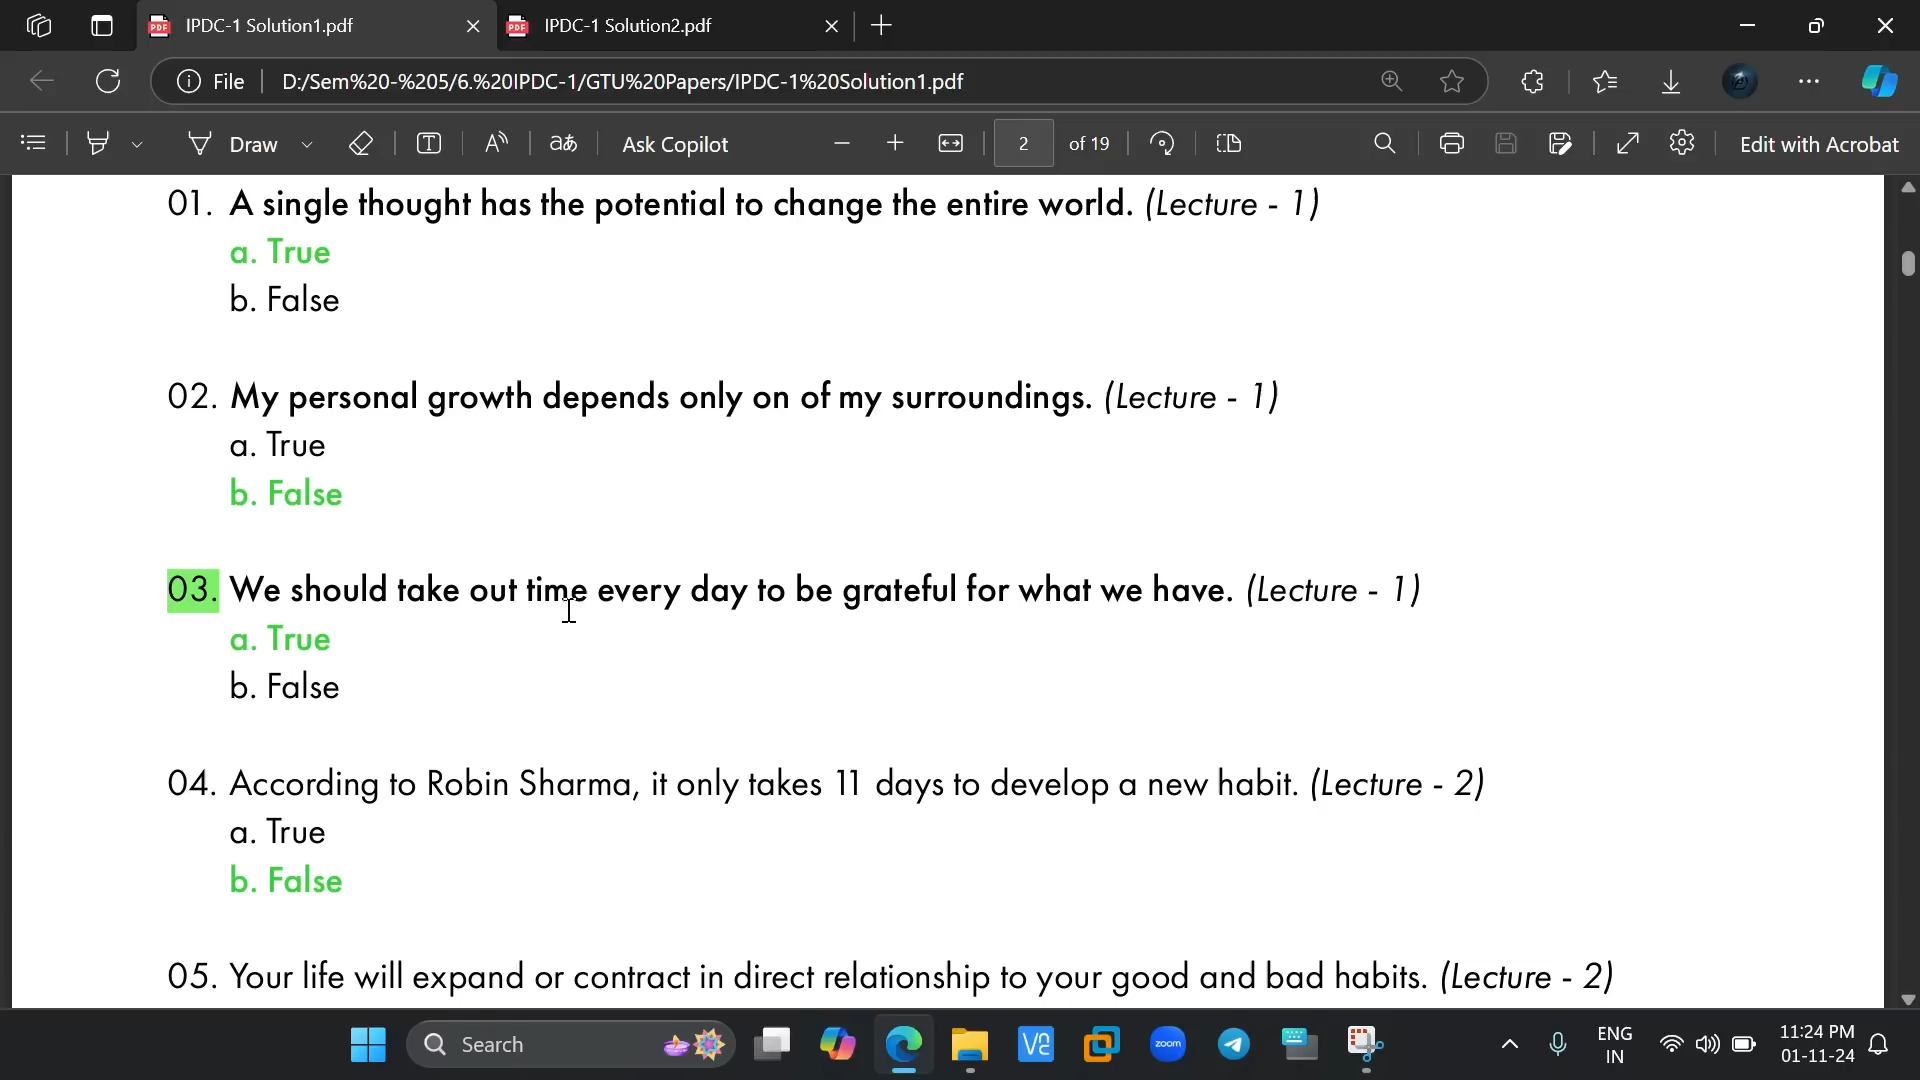 IPDC-1 Solution1.pdf
IPDC-1 Solution2.pdf
File
D:/Sem%20-%205/6.%20IPDC-1/GTU%20Papers/IPDC-1%20Solution1.pdf
Draw
aあ
Ask Copilot
2 of 19
Edit with Acrobat
01. A single thought has the potential to change the entire world. (Lecture - 1)
a. True
b. False
02. My personal growth depends only on of my surroundings. (Lecture - 1)
a. True
b. False
03. We should take out time every day to be grateful for what we have. (Lecture - 1)
a. True
b. False
04. According to Robin Sharma, it only takes 11 days to develop a new habit. (Lecture - 2)
a. True
b. False
05. Your life will expand or contract in direct relationship to your good and bad habits. (Lecture - 2)
Search
zoom
ENG
IN
11:24 PM
01-11-24